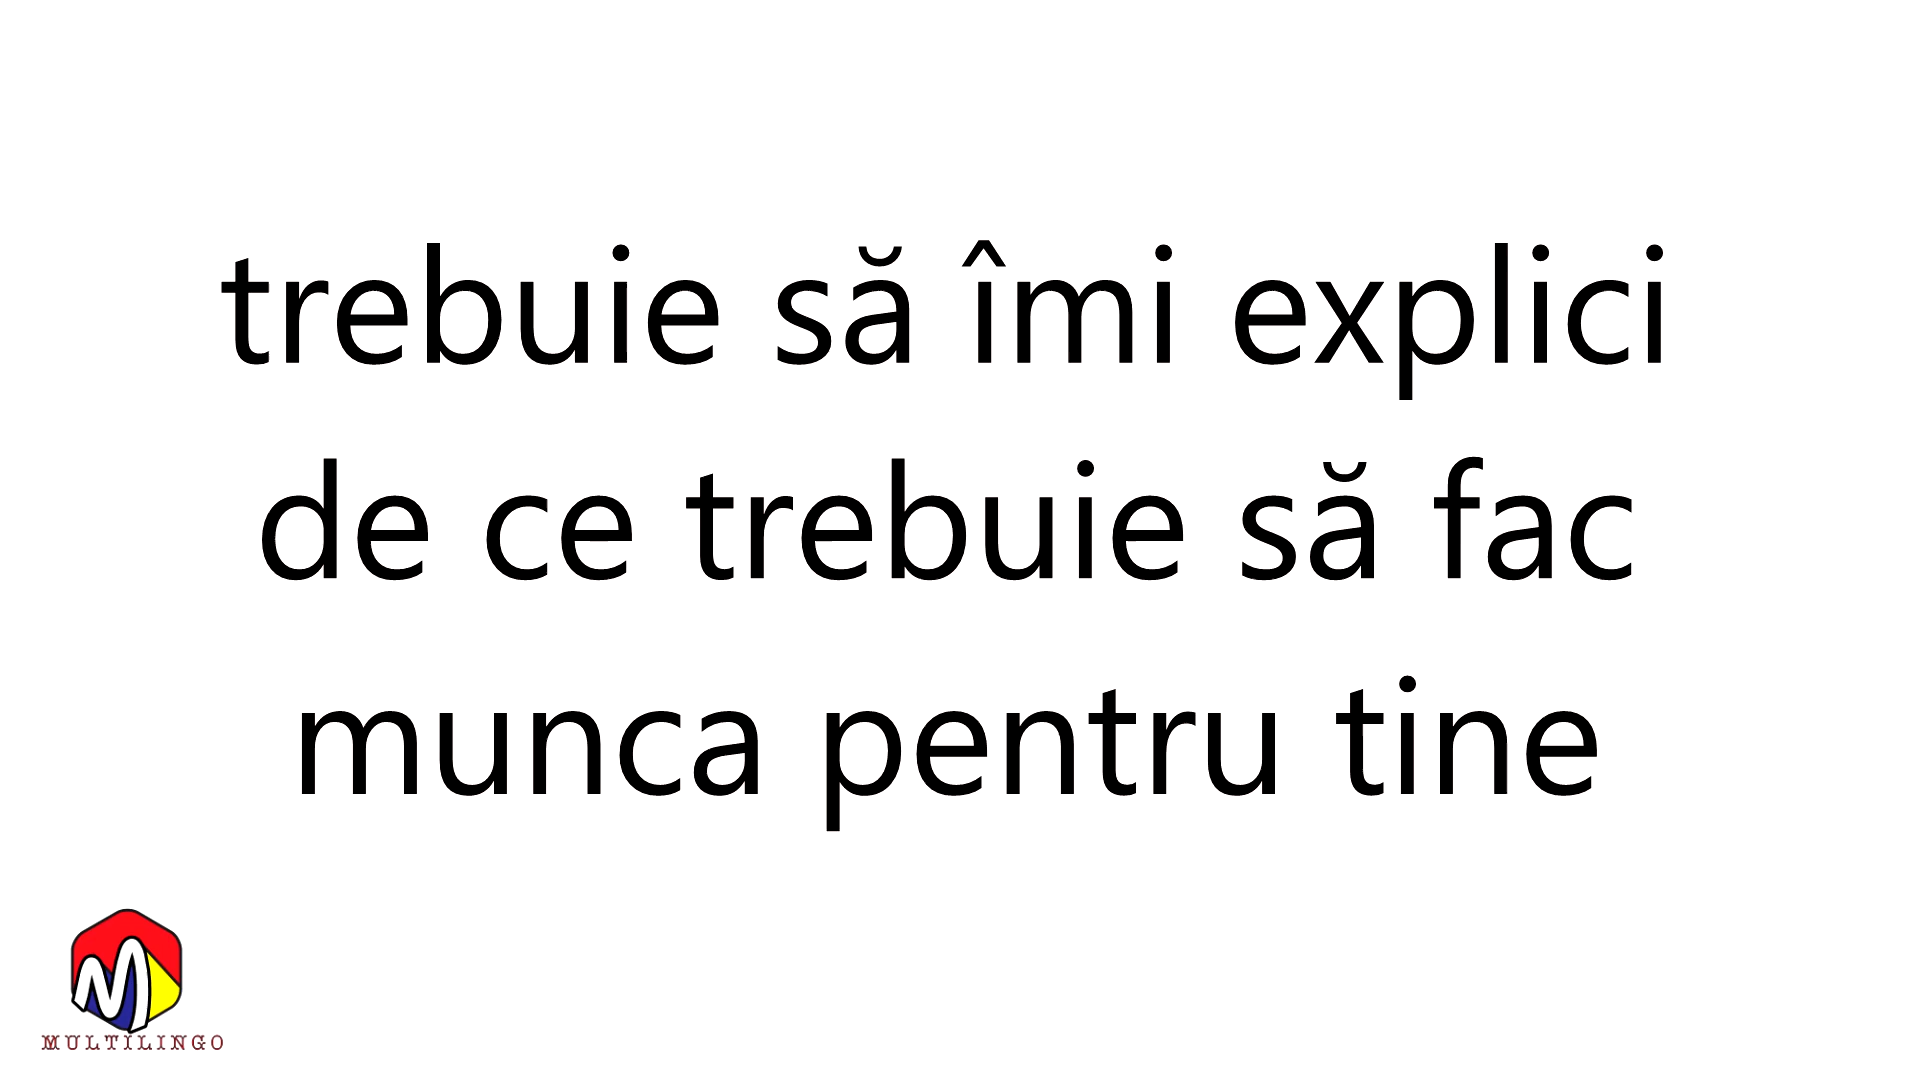 trebuie să îmi explici
de ce trebuie să fac
munca pentru tine
MULTILINGO